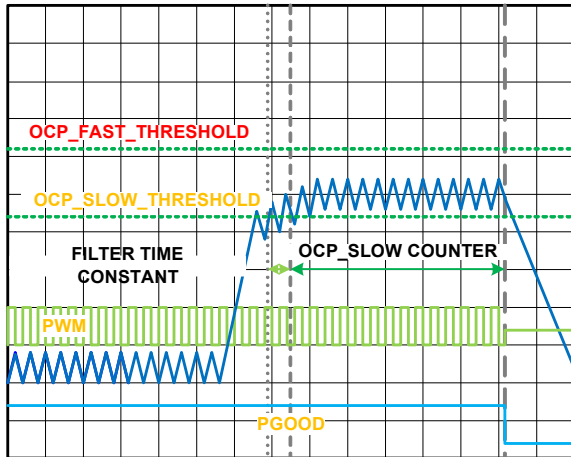 OCP_FAST_THRESHOLD
OCP_SLOW_THRESHOLD
FILTER TIME
CONSTANT
OCP_SLOW COUNTER
PWM
PGOOD